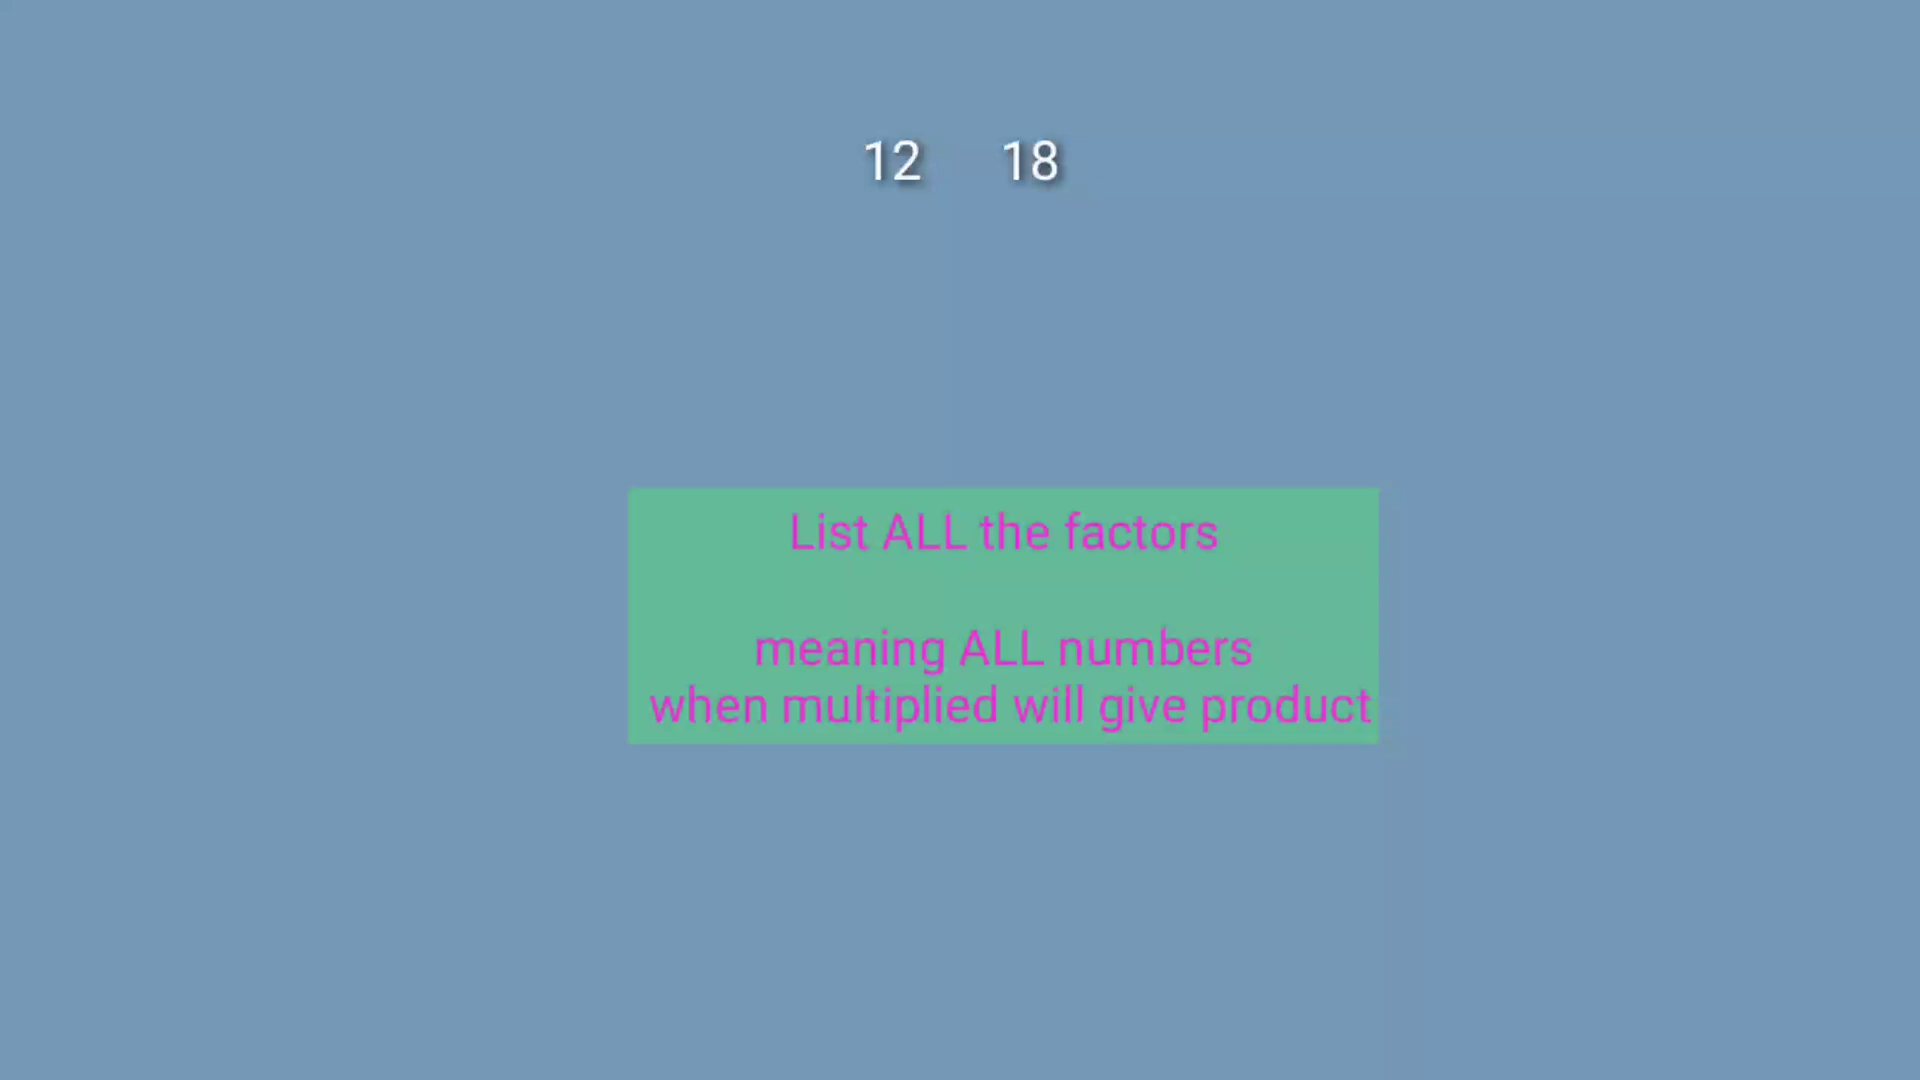 12 18
List ALL the factors
meaning ALL numbers
when multiplied will give product